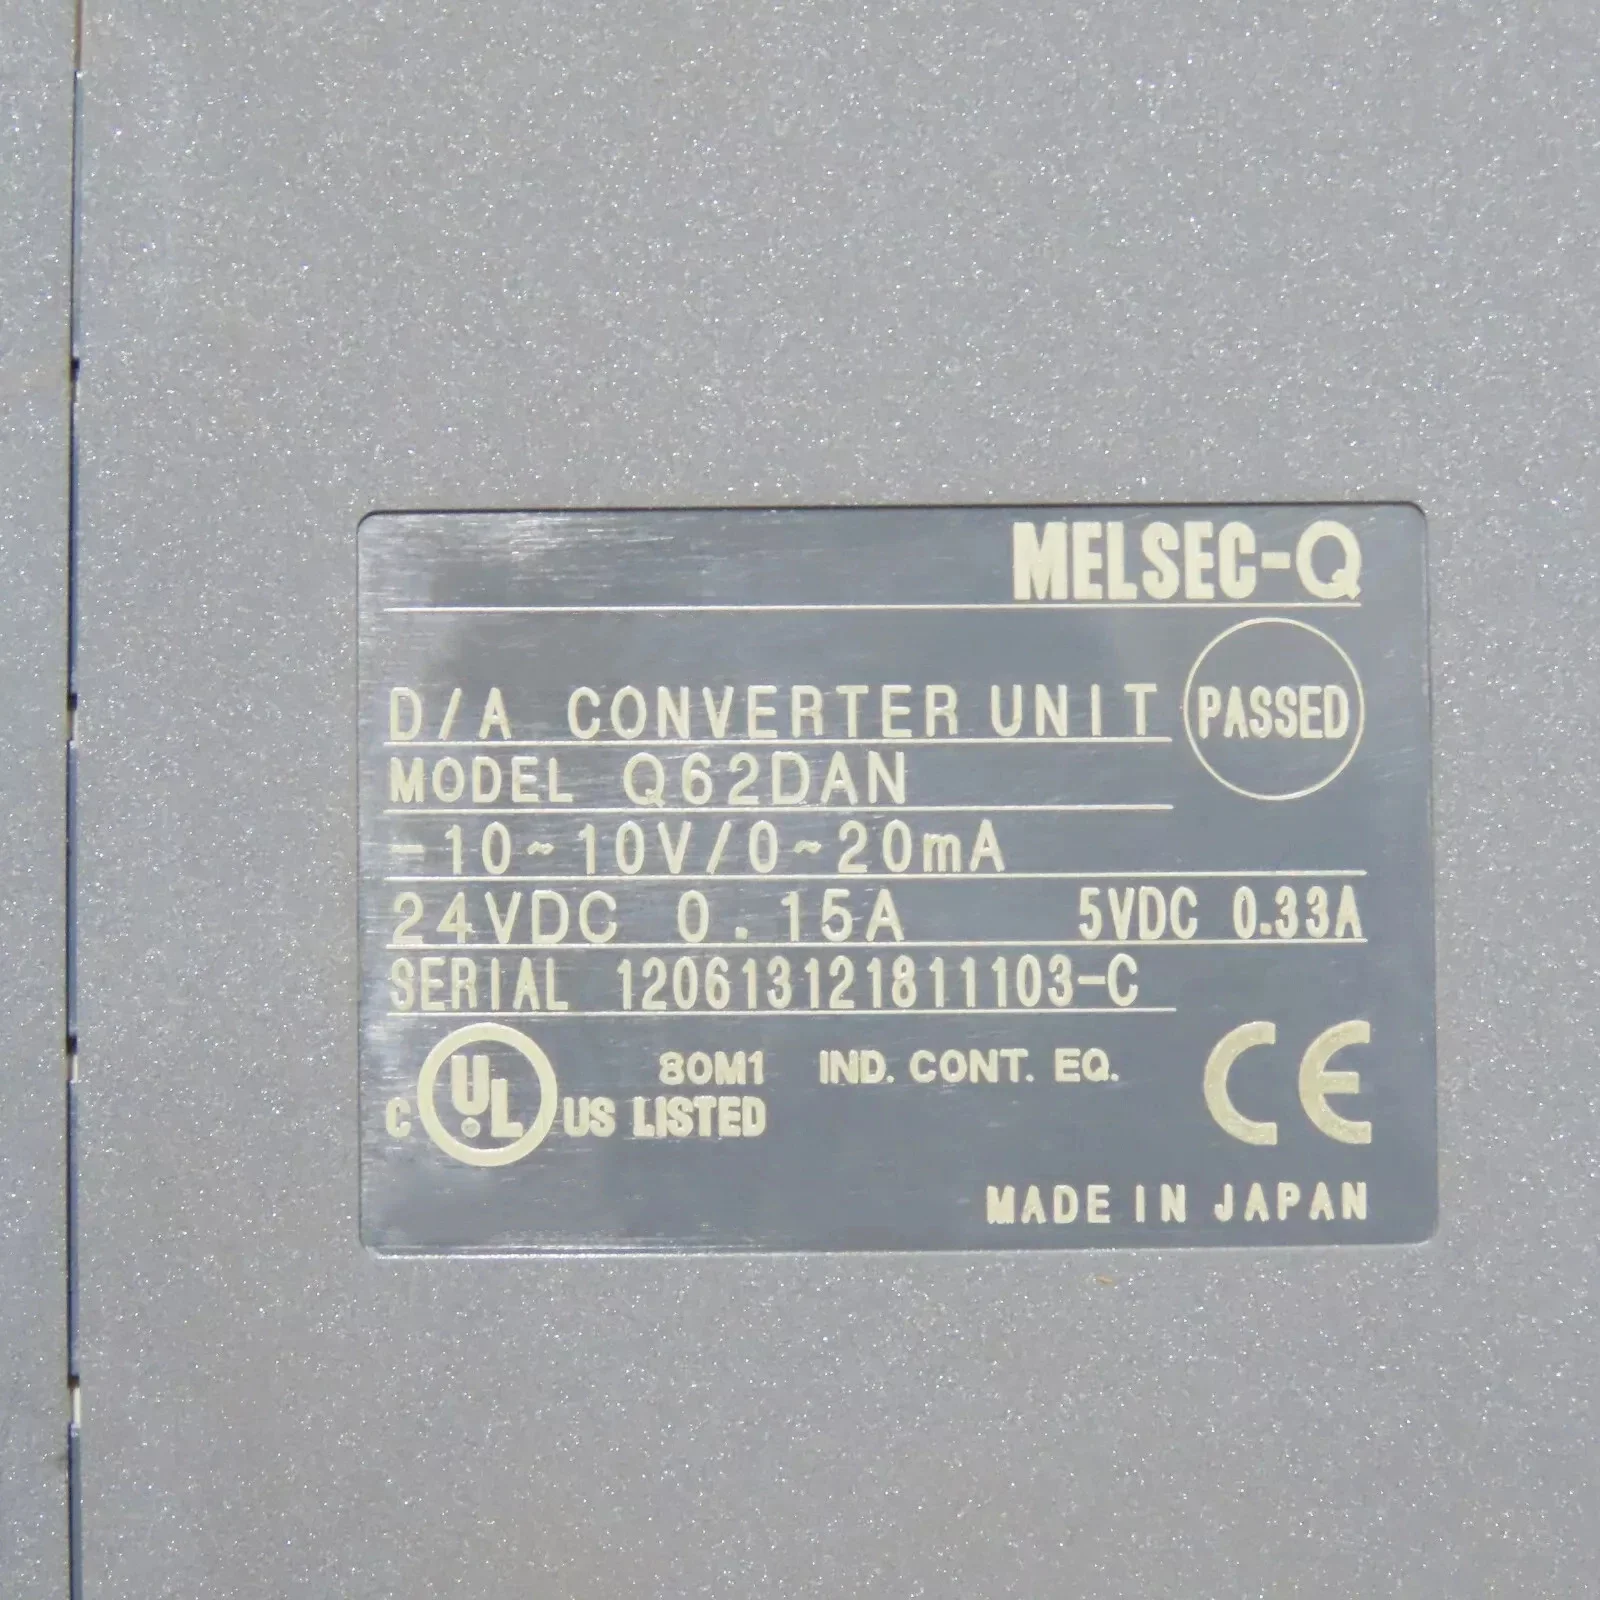 MELSEC-Q
D/A CONVERTER UNIT
PASSED
MODEL Q62DAN
-10~10V/0~20mA
24VDC 0.15A 5VDC 0.33A
SERIAL 120613121811103-C
C UL US LISTED 80M1 IND. CONT. EQ.
CE
MADE IN JAPAN